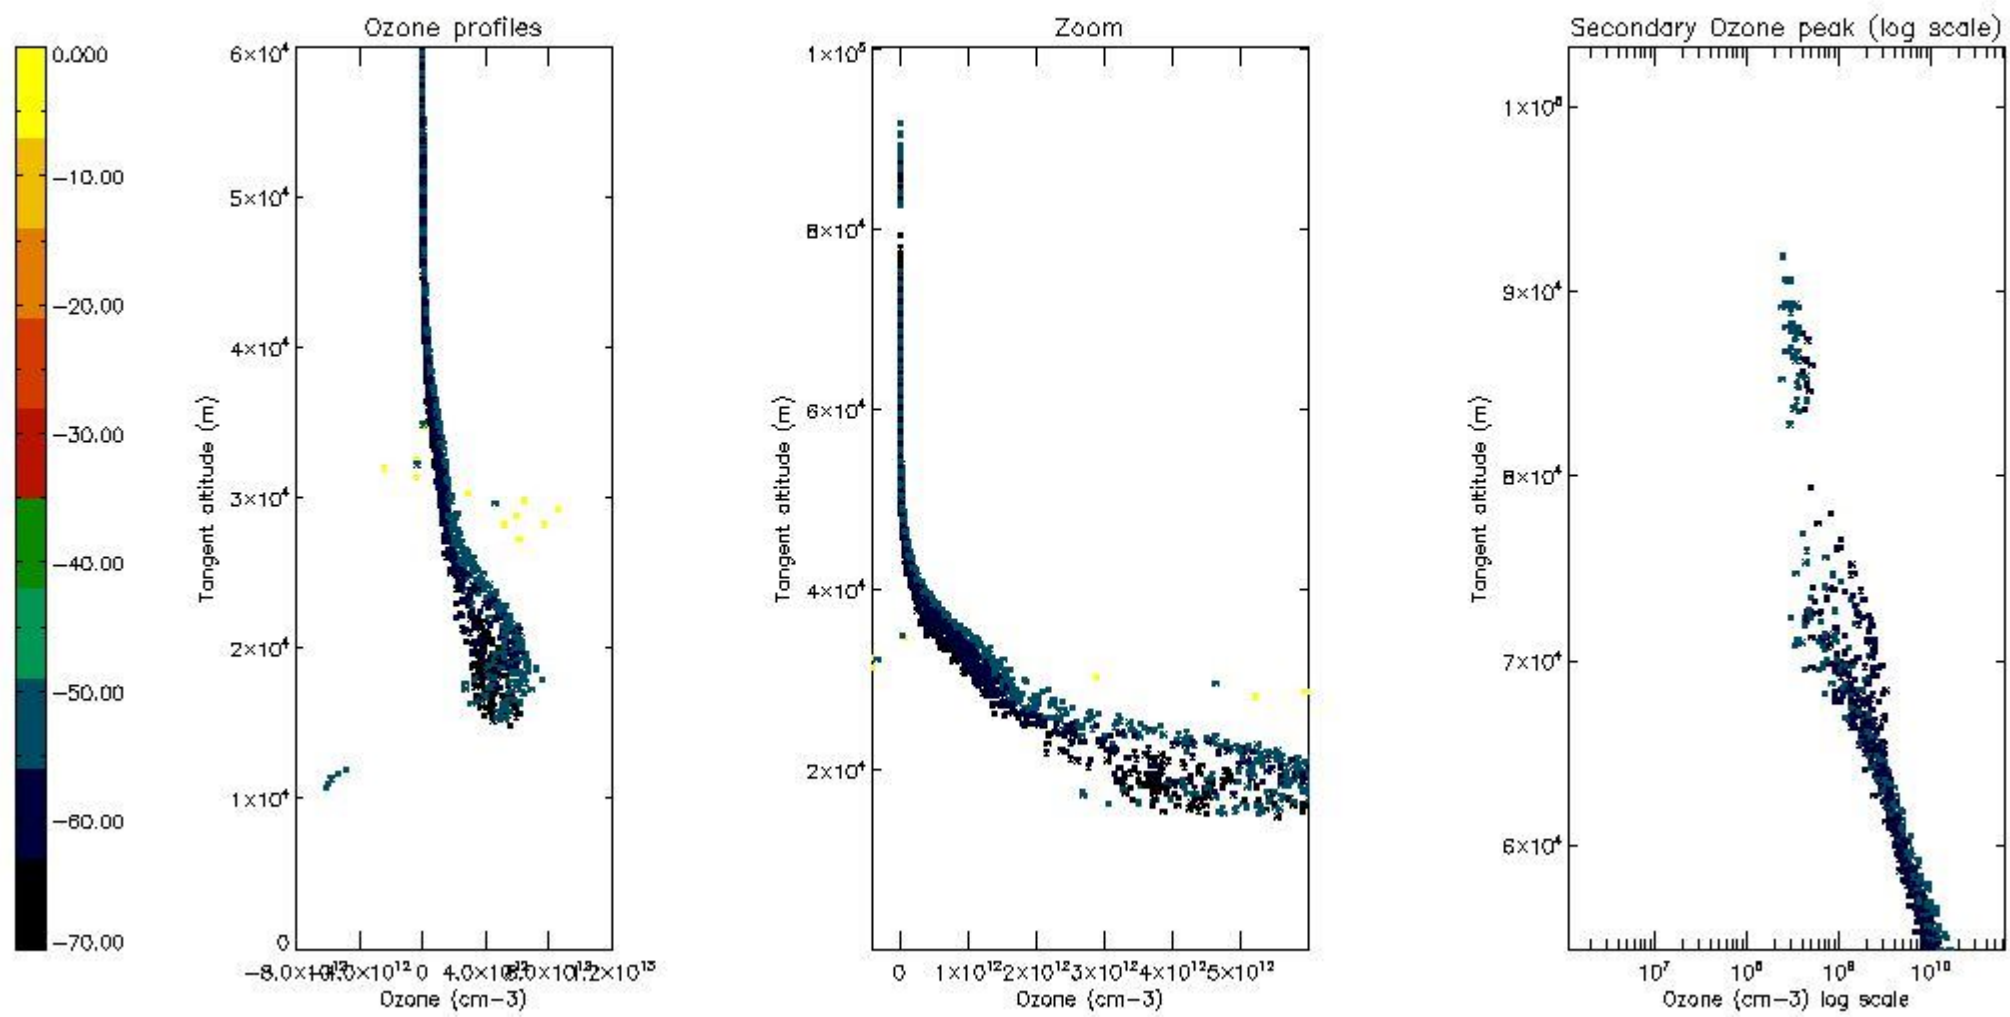 Ozone profiles
Zoom
Secondary Ozone peak (log scale)
0.000
−10.00
−20.00
−30.00
−40.00
−50.00
−60.00
−70.00
6×10⁴
5×10⁴
4×10⁴
3×10⁴
2×10⁴
1×10⁴
0
Tangent altitude (m)
0
Ozone (cm−3)
1×10⁵
8×10⁴
6×10⁴
4×10⁴
2×10⁴
Tangent altitude (m)
0 1×10¹² 2×10¹² 3×10¹² 4×10¹² 5×10¹²
Ozone (cm−3)
9×10⁴
8×10⁴
7×10⁴
6×10⁴
Tangent altitude (m)
10⁷ 10⁸ 10⁹ 10¹⁰
Ozone (cm−3) log scale